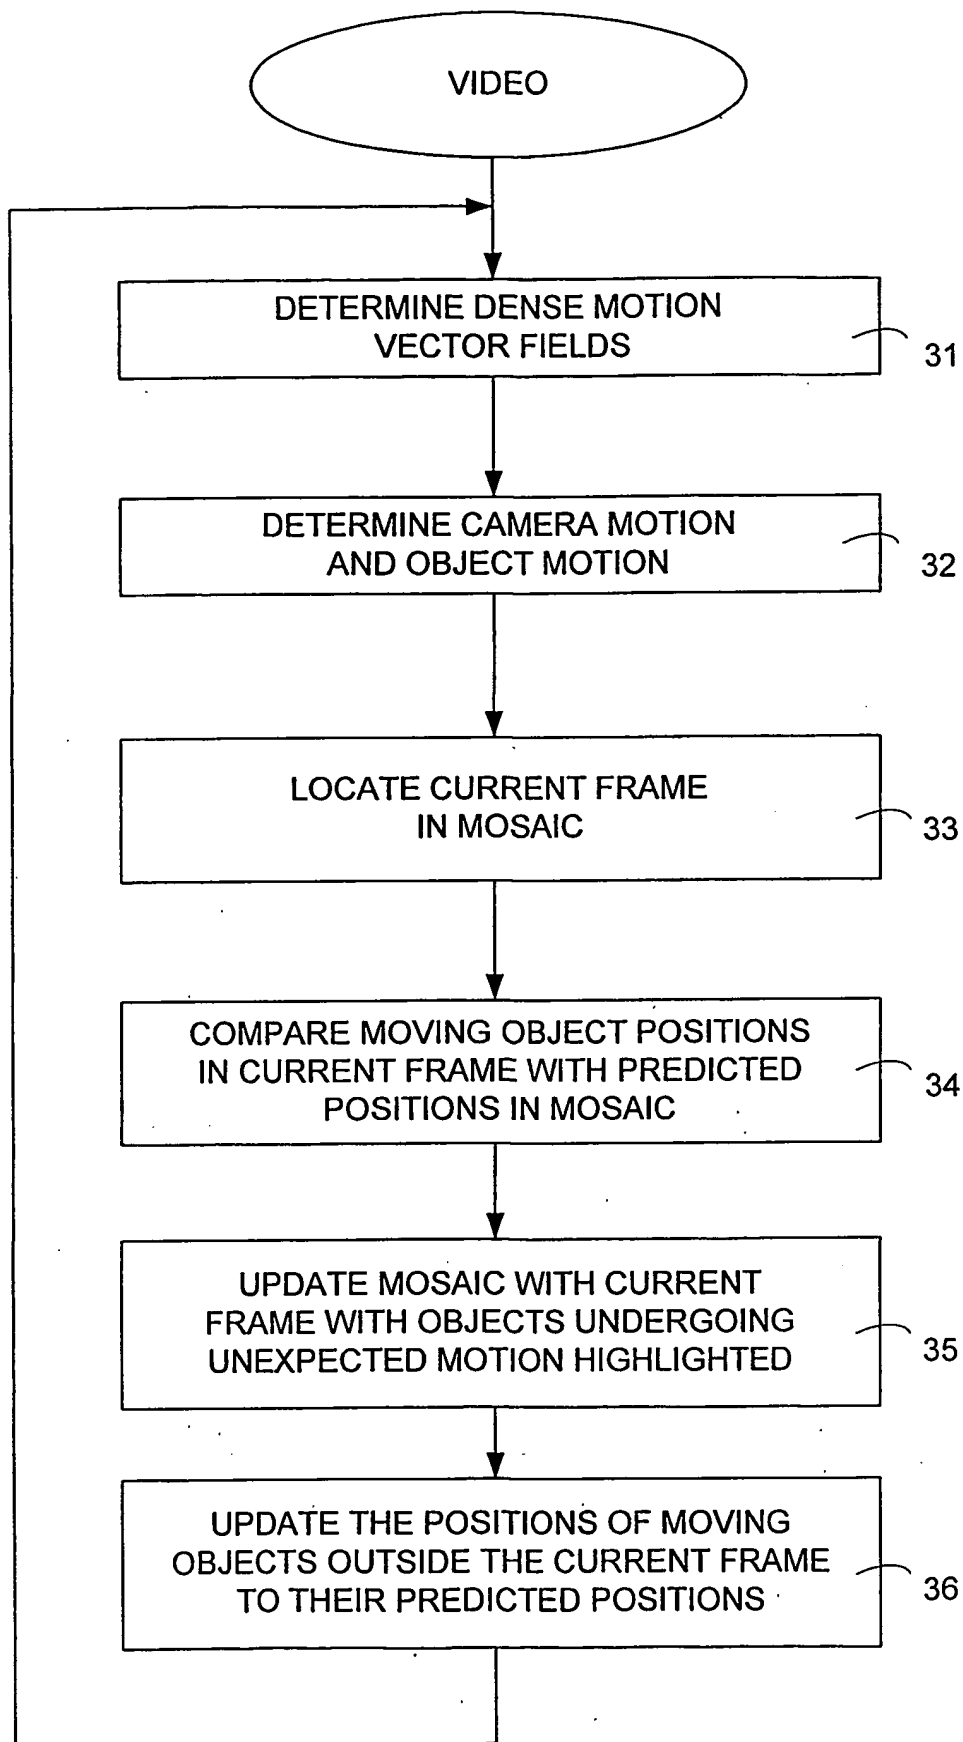 VIDEO
DETERMINE DENSE MOTION
VECTOR FIELDS
31
DETERMINE CAMERA MOTION
AND OBJECT MOTION
32
LOCATE CURRENT FRAME
IN MOSAIC
33
COMPARE MOVING OBJECT POSITIONS
IN CURRENT FRAME WITH PREDICTED
POSITIONS IN MOSAIC
34
UPDATE MOSAIC WITH CURRENT
FRAME WITH OBJECTS UNDERGOING
UNEXPECTED MOTION HIGHLIGHTED
35
UPDATE THE POSITIONS OF MOVING
OBJECTS OUTSIDE THE CURRENT FRAME
TO THEIR PREDICTED POSITIONS
36